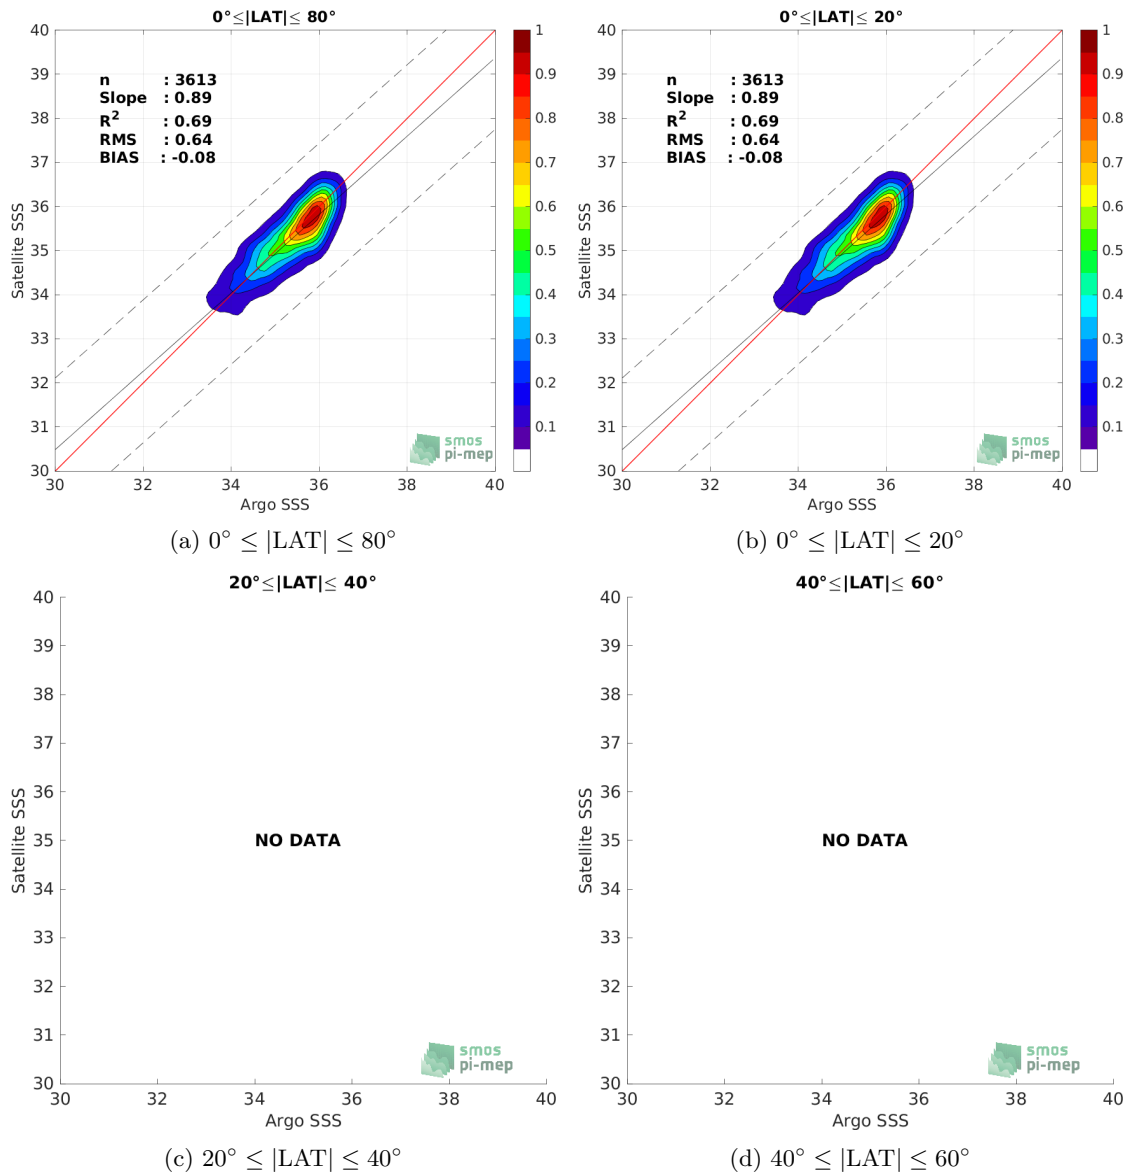 0°≤|LAT|≤ 80°
40
39
38
37
36
35
34
33
32
31
30
Satellite SSS
n : 3613
Slope : 0.89
R² : 0.69
RMS : 0.64
BIAS : -0.08
1
0.9
0.8
0.7
0.6
0.5
0.4
0.3
0.2
0.1
smos
pi-mep
30 32 34 36 38 40
Argo SSS
(a) 0° ≤ |LAT| ≤ 80°
0°≤|LAT|≤ 20°
40
39
38
37
36
35
34
33
32
31
30
Satellite SSS
n : 3613
Slope : 0.89
R² : 0.69
RMS : 0.64
BIAS : -0.08
1
0.9
0.8
0.7
0.6
0.5
0.4
0.3
0.2
0.1
smos
pi-mep
30 32 34 36 38 40
Argo SSS
(b) 0° ≤ |LAT| ≤ 20°
20°≤|LAT|≤ 40°
40
39
38
37
36
35
34
33
32
31
30
Satellite SSS
NO DATA
smos
pi-mep
30 32 34 36 38 40
Argo SSS
(c) 20° ≤ |LAT| ≤ 40°
40°≤|LAT|≤ 60°
40
39
38
37
36
35
34
33
32
31
30
Satellite SSS
NO DATA
smos
pi-mep
30 32 34 36 38 40
Argo SSS
(d) 40° ≤ |LAT| ≤ 60°